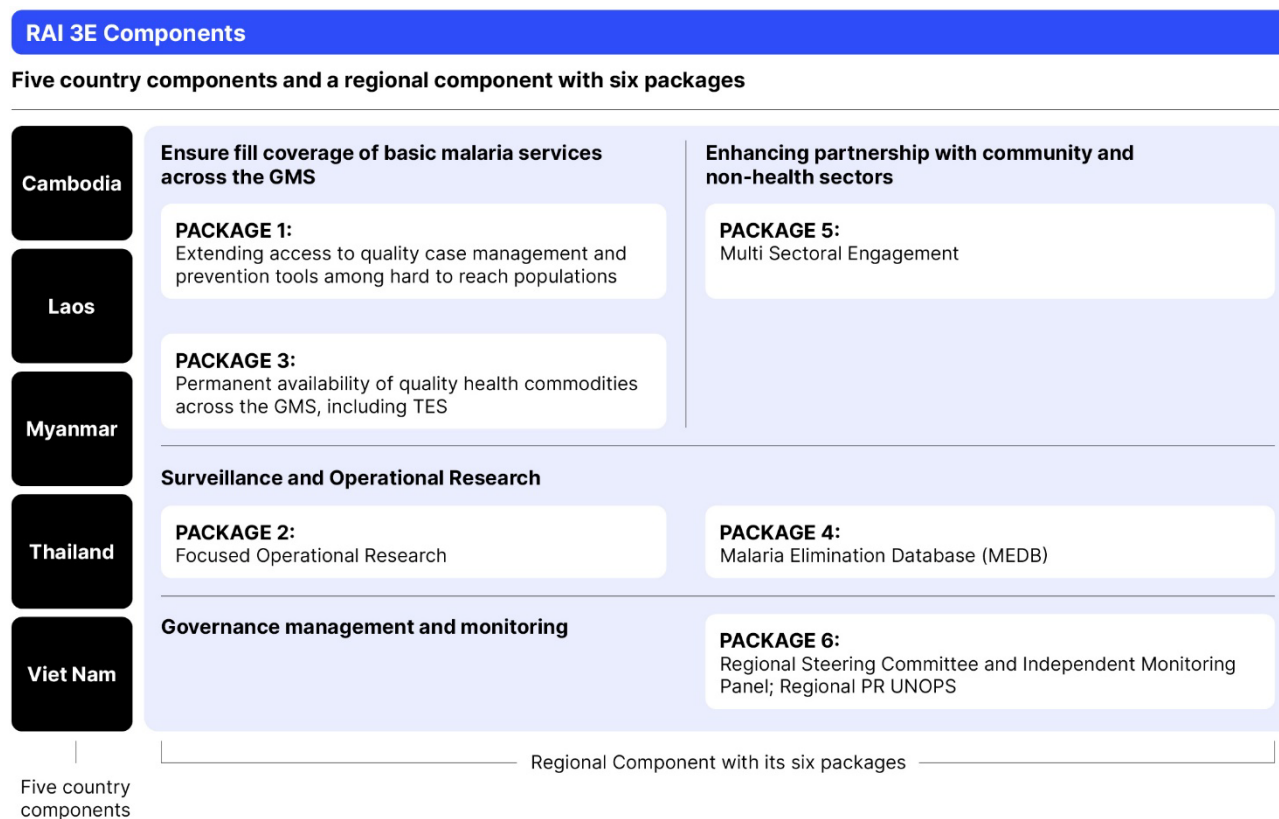 RAI 3E Components
Five country components and a regional component with six packages
Cambodia
Laos
Myanmar
Thailand
Viet Nam
Five country
components
Ensure fill coverage of basic malaria services
across the GMS
PACKAGE 1:
Extending access to quality case management and
prevention tools among hard to reach populations
PACKAGE 3:
Permanent availability of quality health commodities
across the GMS, including TES
Enhancing partnership with community and
non-health sectors
PACKAGE 5:
Multi Sectoral Engagement
Surveillance and Operational Research
PACKAGE 2:
Focused Operational Research
PACKAGE 4:
Malaria Elimination Database (MEDB)
Governance management and monitoring
PACKAGE 6:
Regional Steering Committee and Independent Monitoring
Panel; Regional PR UNOPS
Regional Component with its six packages